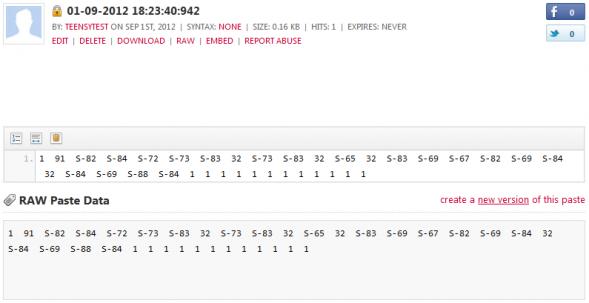 01-09-2012 18:23:40:942
f 0
BY: TEENSYTEST ON SEP 1ST, 2012 | SYNTAX: NONE | SIZE: 0.16 KB | HITS: 1 | EXPIRES: NEVER
0
EDIT | DELETE | DOWNLOAD | RAW | EMBED | REPORT ABUSE
1. 1 91 S-82 S-84 S-72 S-73 S-83 32 S-73 S-83 32 S-65 32 S-83 S-69 S-67 S-82 S-69 S-84
32 S-84 S-69 S-88 S-84 1 1 1 1 1 1 1 1 1 1 1 1
RAW Paste Data
create a new version of this paste
1 91 S-82 S-84 S-72 S-73 S-83 32 S-73 S-83 32 S-65 32 S-83 S-69 S-67 S-82 S-69 S-84 32
S-84 S-69 S-88 S-84 1 1 1 1 1 1 1 1 1 1 1 1